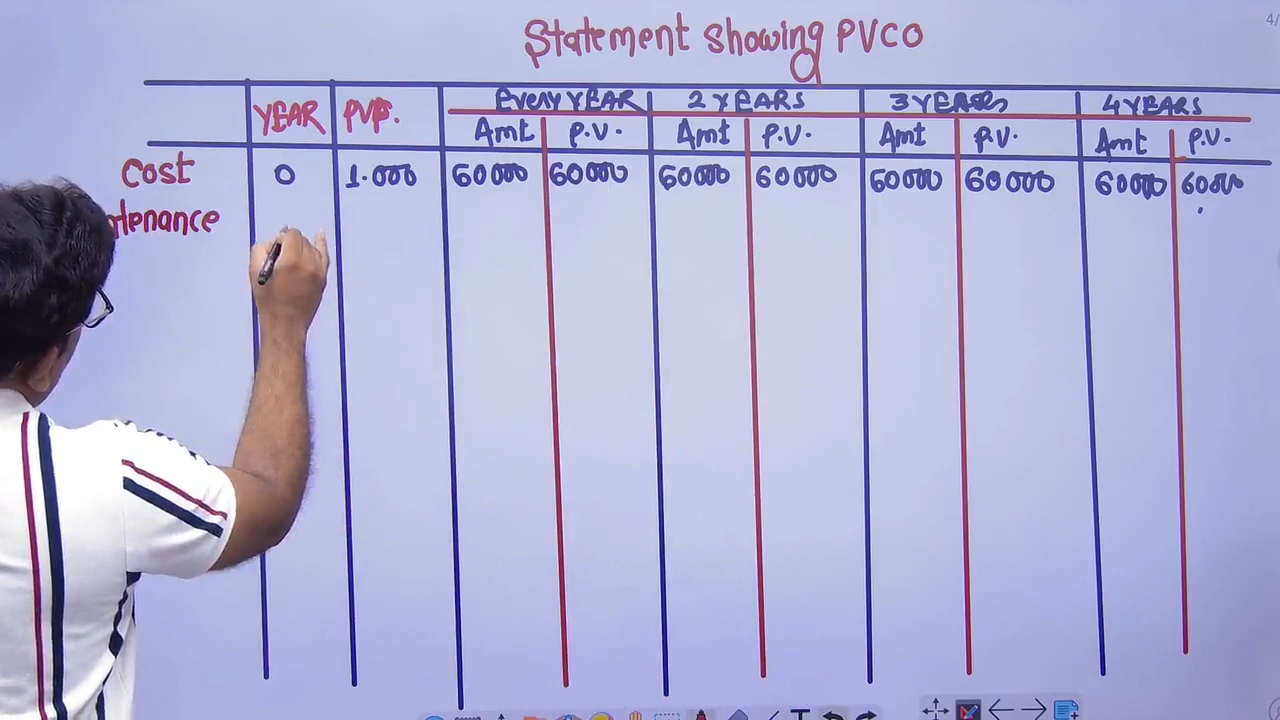 4/
Statement Showing PVCO
YEAR PVF. Every YEAR 2 YEARS 3 YEARS 4 YEARS
Amt P.V. Amt P.V. Amt P.V. Amt P.V.
Cost 0 1.000 60000 60000 60000 60000 60000 60000 60000 60000
tenance